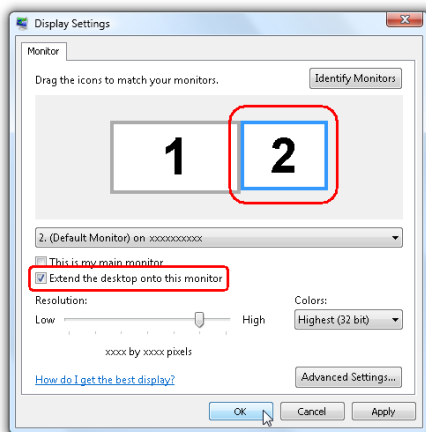 Display Settings
Monitor
Drag the icons to match your monitors.
Identify Monitors
1
2
2. (Default Monitor) on xxxxxxxxxx
This is my main monitor
Extend the desktop onto this monitor
Resolution:
Colors:
Low
High
Highest (32 bit)
xxxx by xxxx pixels
How do I get the best display?
Advanced Settings...
OK
Cancel
Apply